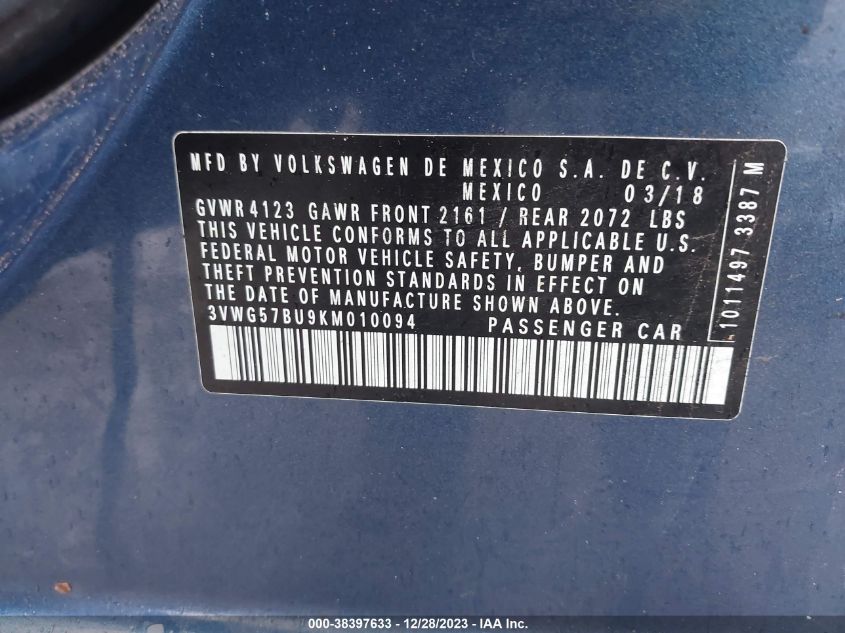 MFD BY VOLKSWAGEN DE MEXICO S.A. DE C.V.
MEXICO 03/18
GVWR 4123 GAWR FRONT 2161 / REAR 2072 LBS
THIS VEHICLE CONFORMS TO ALL APPLICABLE U.S.
FEDERAL MOTOR VEHICLE SAFETY, BUMPER AND
THEFT PREVENTION STANDARDS IN EFFECT ON
THE DATE OF MANUFACTURE SHOWN ABOVE.
3VWG57BU9KM010094 PASSENGER CAR
1011497 3387 M
000-38397633 - 12/28/2023 - IAA Inc.